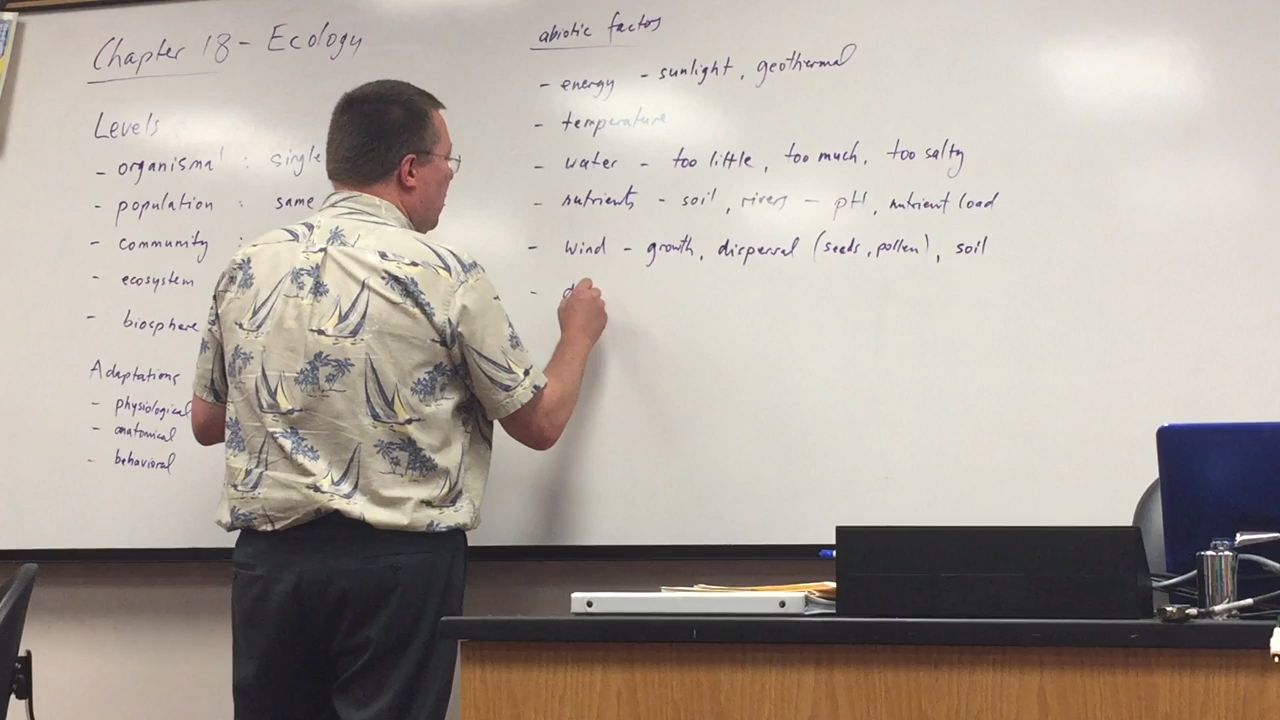 Chapter 18 - Ecology
Levels
- organismal : single
- population : same
- community :
- ecosystem
- biosphere
Adaptations
- physiological
- anatomical
- behavioral
abiotic factors
- energy - sunlight, geothermal
- temperature
- water - too little, too much, too salty
- nutrients - soil, rivers - pH, nutrient load
- wind - growth, dispersal (seeds, pollen), soil
-